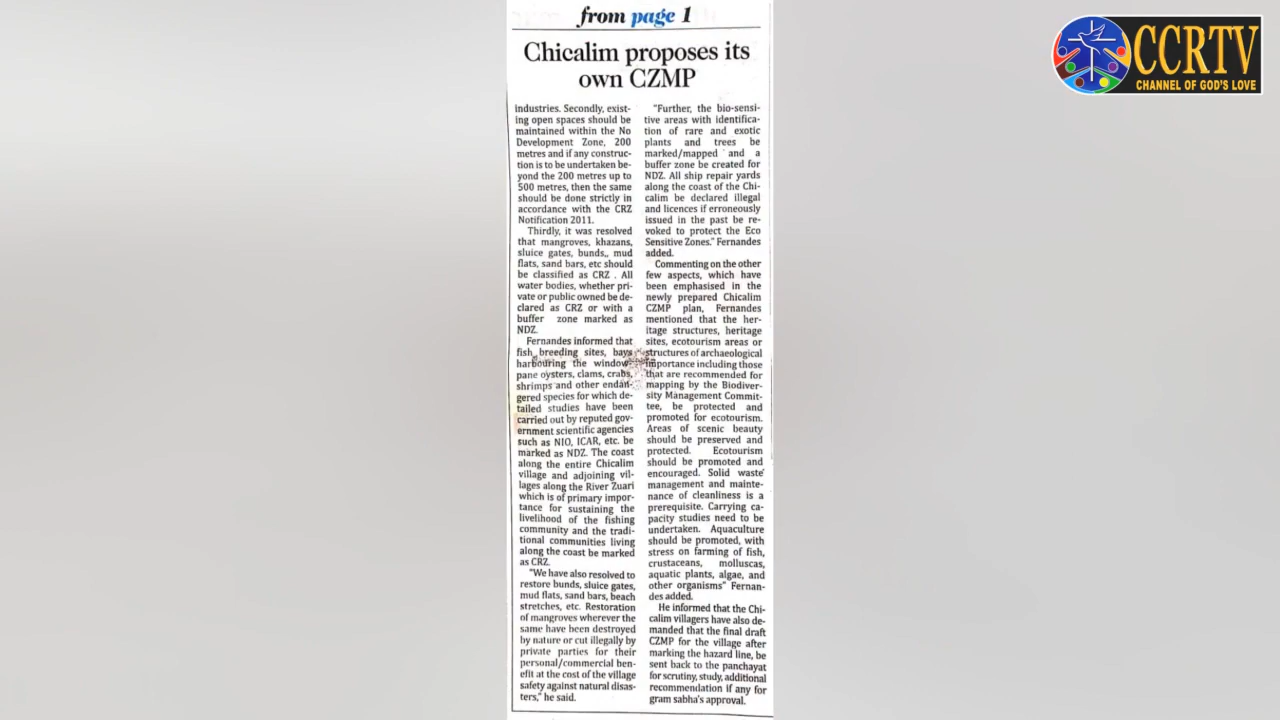 from page 1
Chicalim proposes its
own CZMP
industries. Secondly, exist-
ing open spaces should be
maintained within the No
Development Zone, 200
metres and if any construc-
tion is to be undertaken be-
yond the 200 metres up to
500 metres, then the same
should be done strictly in
accordance with the CRZ
Notification 2011.
Thirdly, it was resolved
that mangroves, khazans,
sluice gates, bunds,, mud
flats, sand bars, etc should
be classified as CRZ . All
water bodies, whether pri-
vate or public owned be de-
clared as CRZ or with a
buffer zone marked as
NDZ.
Fernandes informed that
fish breeding sites, bays
harbouring the window
pane oysters, clams, crabs,
shrimps and other endan-
gered species for which de-
tailed studies have been
carried out by reputed gov-
ernment scientific agencies
such as NIO, ICAR, etc. be
marked as NDZ. The coast
along the entire Chicalim
village and adjoining vil-
lages along the River Zuari
which is of primary impor-
tance for sustaining the
livelihood of the fishing
community and the tradi-
tional communities living
along the coast be marked
as CRZ.
"We have also resolved to
restore bunds, sluice gates,
mud flats, sand bars, beach
stretches, etc. Restoration
of mangroves wherever the
same have been destroyed
by nature or cut illegally by
private parties for their
personal/commercial ben-
efit at the cost of the village
safety against natural disas-
ters," he said.
"Further, the bio-sensi-
tive areas with identifica-
tion of rare and exotic
plants and trees be
marked/mapped and a
buffer zone be created for
NDZ. All ship repair yards
along the coast of the Chi-
calim be declared illegal
and licences if erroneously
issued in the past be re-
voked to protect the Eco
Sensitive Zones." Fernandes
added.
Commenting on the other
few aspects, which have
been emphasised in the
newly prepared Chicalim
CZMP plan, Fernandes
mentioned that the her-
itage structures, heritage
sites, ecotourism areas or
structures of archaeological
importance including those
that are recommended for
mapping by the Biodiver-
sity Management Commit-
tee, be protected and
promoted for ecotourism.
Areas of scenic beauty
should be preserved and
protected. Ecotourism
should be promoted and
encouraged. Solid waste
management and mainte-
nance of cleanliness is a
prerequisite. Carrying ca-
pacity studies need to be
undertaken. Aquaculture
should be promoted, with
stress on farming of fish,
crustaceans, molluscas,
aquatic plants, algae, and
other organisms" Fernan-
des added.
He informed that the Chi-
calim villagers have also de-
manded that the final draft
CZMP for the village after
marking the hazard line, be
sent back to the panchayat
for scrutiny, study, additional
recommendation if any for
gram sabha's approval.
CCRTV
CHANNEL OF GOD'S LOVE